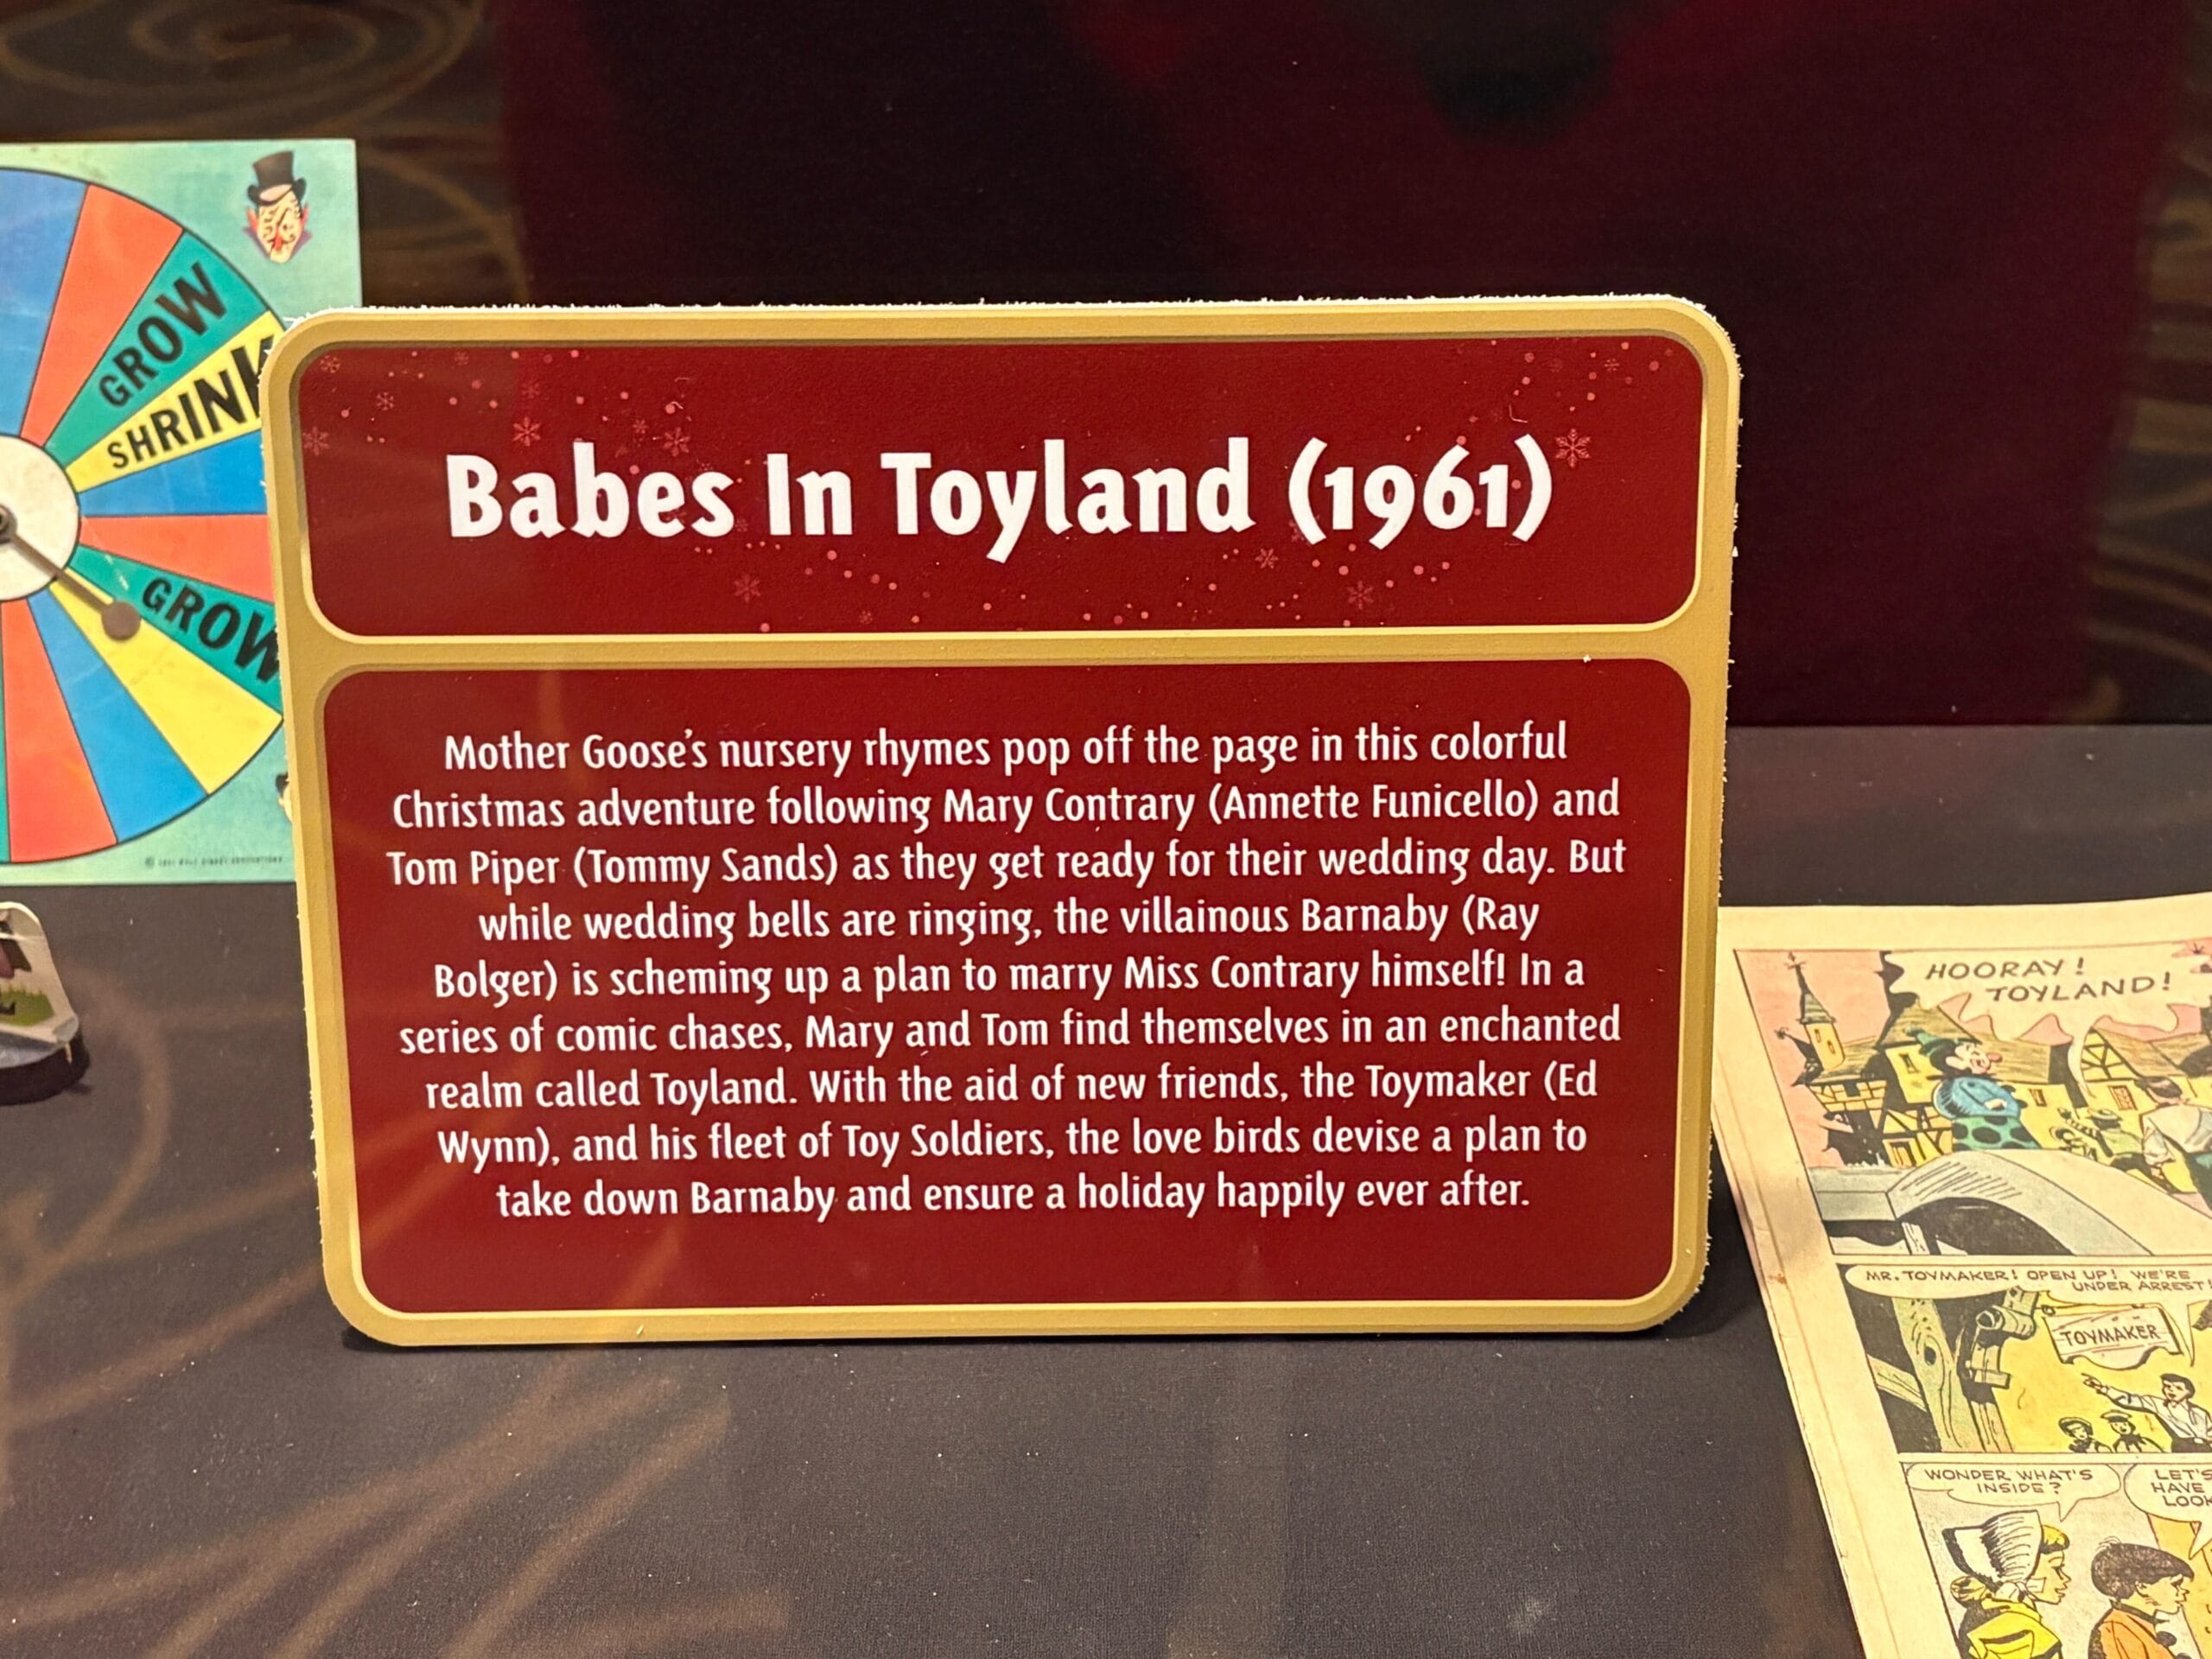 GROW
SHRINK
GROW
Babes In Toyland (1961)
Mother Goose's nursery rhymes pop off the page in this colorful
Christmas adventure following Mary Contrary (Annette Funicello) and
Tom Piper (Tommy Sands) as they get ready for their wedding day. But
while wedding bells are ringing, the villainous Barnaby (Ray
Bolger) is scheming up a plan to marry Miss Contrary himself! In a
series of comic chases, Mary and Tom find themselves in an enchanted
realm called Toyland. With the aid of new friends, the Toymaker (Ed
Wynn), and his fleet of Toy Soldiers, the love birds devise a plan to
take down Barnaby and ensure a holiday happily ever after.
HOORAY!
TOYLAND!
MR. TOYMAKER! OPEN UP! WE'RE
UNDER ARREST!
TOYMAKER
WONDER WHAT'S
INSIDE?
LET'S
HAVE
LOOK